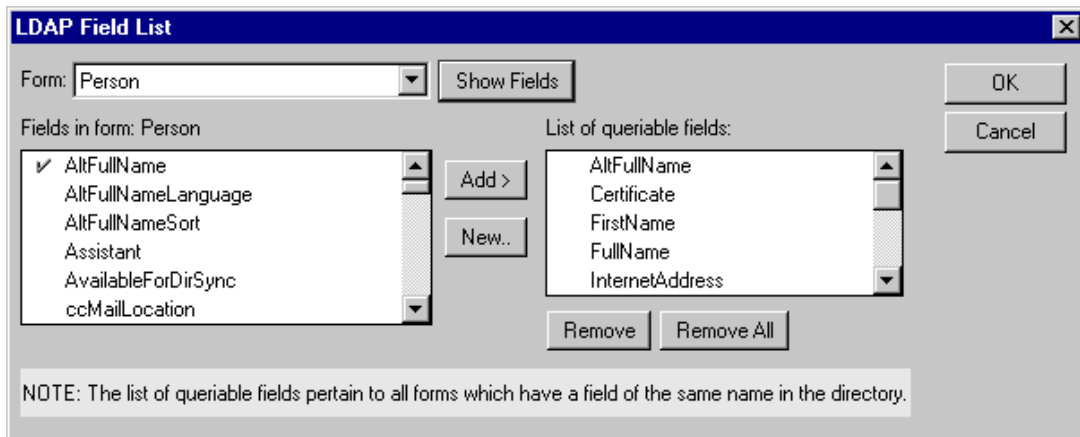 LDAP Field List
Form: Person Show Fields OK
Cancel
Fields in form: Person
AltFullName
AltFullNameLanguage
AltFullNameSort
Assistant
AvailableForDirSync
ccMailLocation
Add >
New..
List of queriable fields:
AltFullName
Certificate
FirstName
FullName
InternetAddress
Remove Remove All
NOTE: The list of queriable fields pertain to all forms which have a field of the same name in the directory.